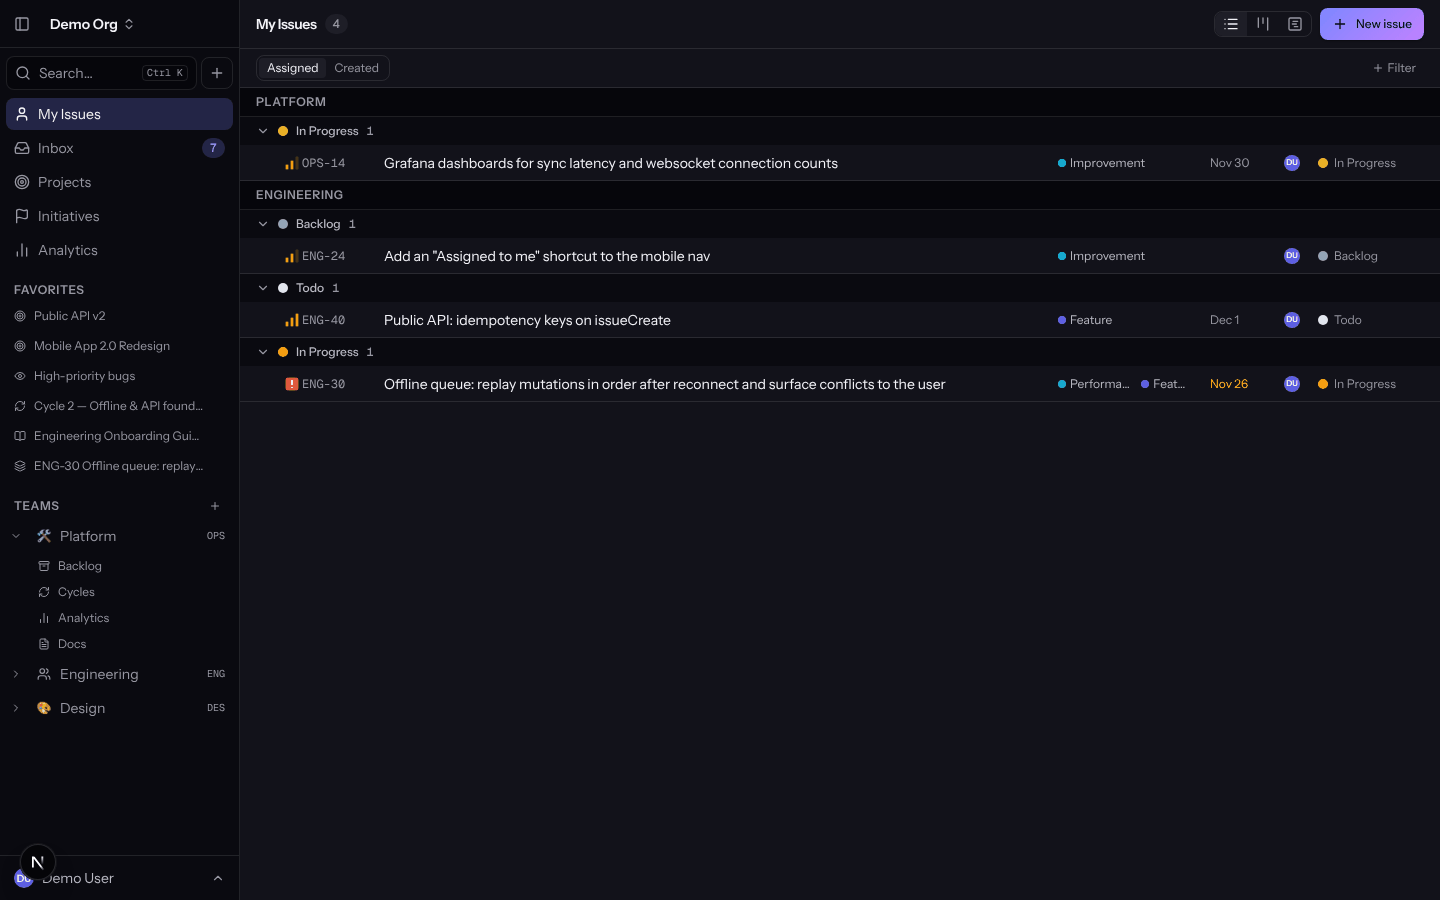 Demo Org
Search...
Ctrl K
My Issues
Inbox
7
Projects
Initiatives
Analytics
FAVORITES
Public API v2
Mobile App 2.0 Redesign
High-priority bugs
Cycle 2 — Offline & API found...
Engineering Onboarding Gui...
ENG-30 Offline queue: replay...
TEAMS
Platform OPS
Backlog
Cycles
Analytics
Docs
Engineering ENG
Design DES
N
DU Demo User
My Issues 4
New issue
Assigned Created
Filter
PLATFORM
In Progress 1
OPS-14 Grafana dashboards for sync latency and websocket connection counts Improvement Nov 30 DU In Progress
ENGINEERING
Backlog 1
ENG-24 Add an "Assigned to me" shortcut to the mobile nav Improvement DU Backlog
Todo 1
ENG-40 Public API: idempotency keys on issueCreate Feature Dec 1 DU Todo
In Progress 1
ENG-30 Offline queue: replay mutations in order after reconnect and surface conflicts to the user Performa... Feat... Nov 26 DU In Progress